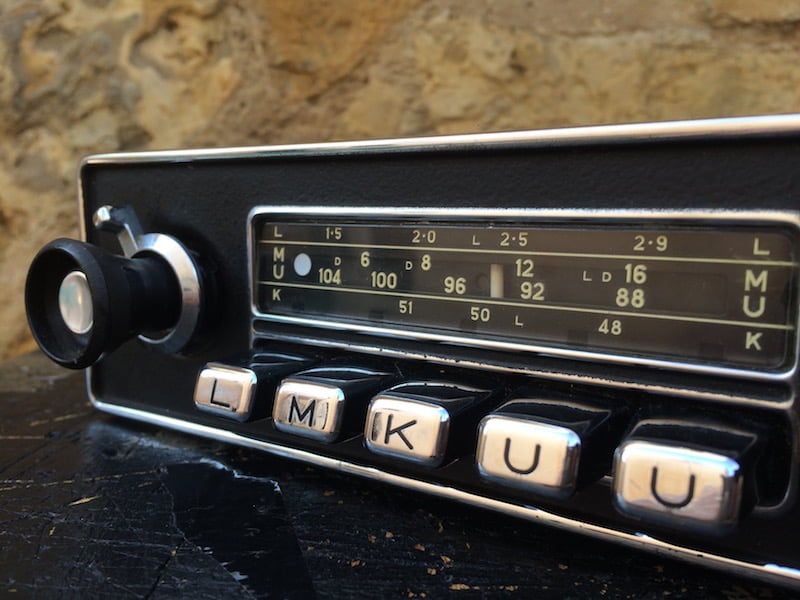 L 1·5 2·0 L 2·5 2·9 L
M D 6 D 8 12 L D 16 M
U 104 100 96 92 88 U
K 51 50 L 48 K
L M K U U